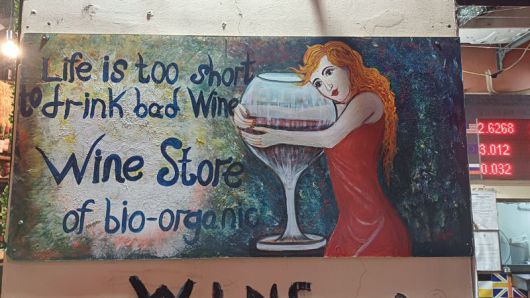 Life is too short
to drink bad Wine
Wine Store
of bio-organic
WINE
2.6268
3.012
0.032